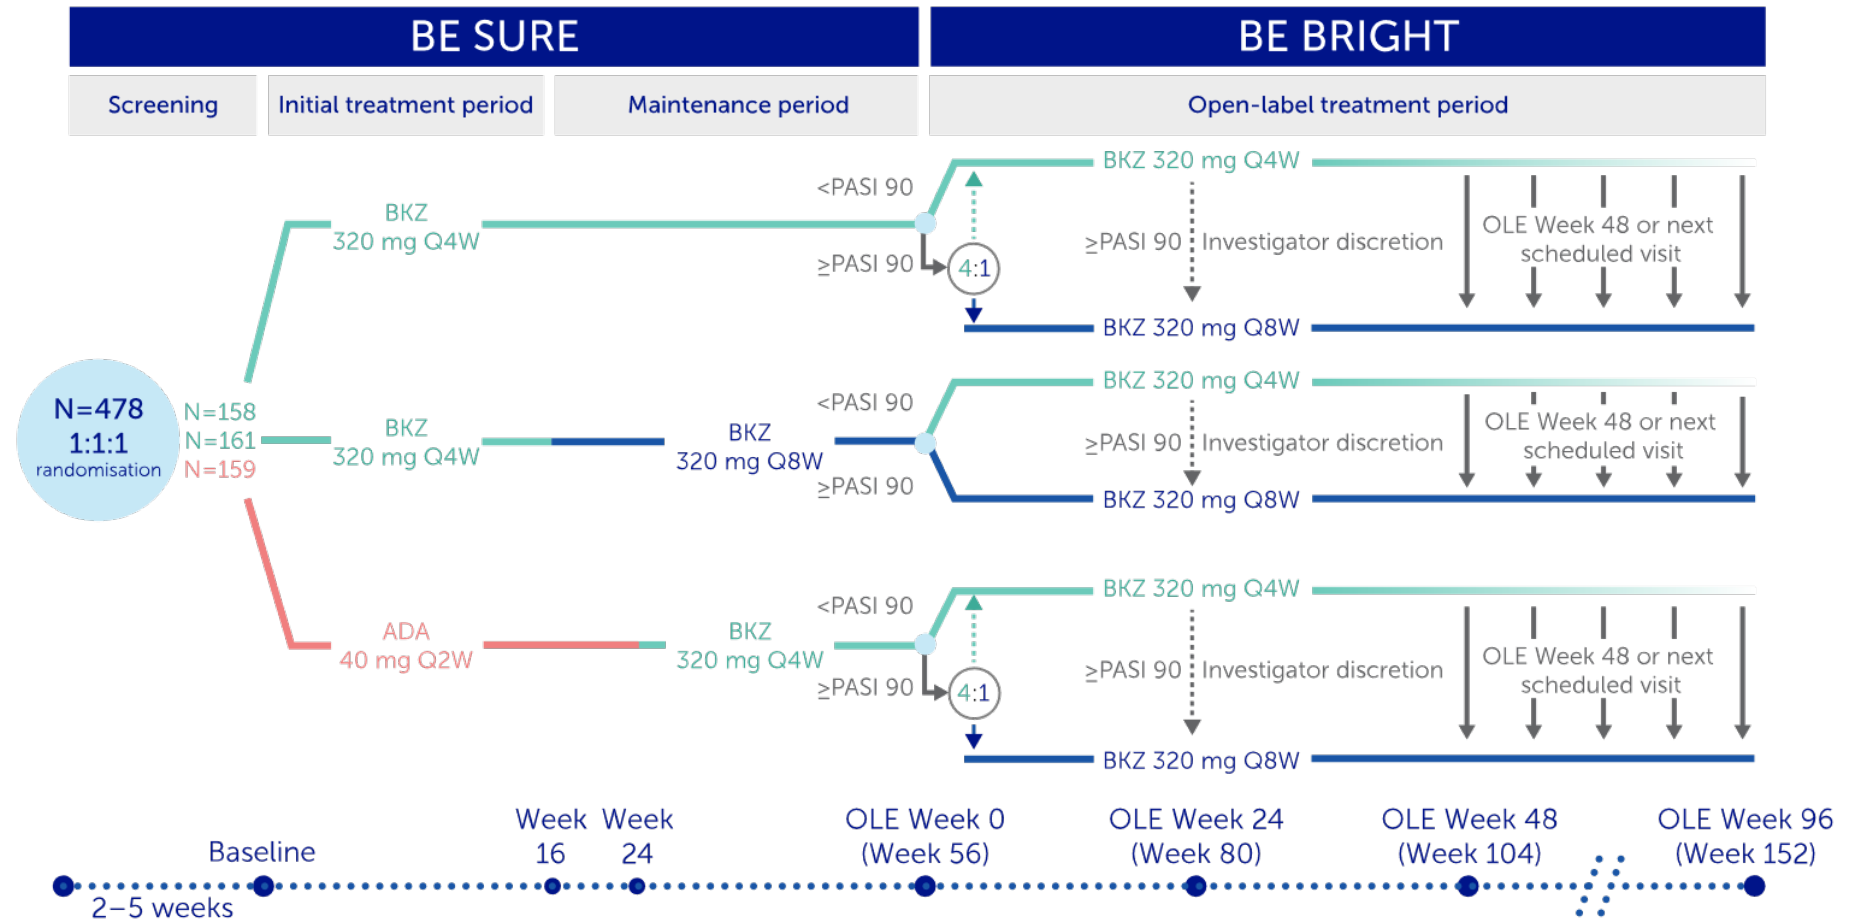 BE SURE
BE BRIGHT
Screening
Initial treatment period
Maintenance period
Open-label treatment period
N=478
1:1:1
randomisation
N=158
N=161
N=159
BKZ
320 mg Q4W
<PASI 90
≥PASI 90
4:1
BKZ 320 mg Q4W
≥PASI 90
Investigator discretion
OLE Week 48 or next
scheduled visit
BKZ 320 mg Q8W
BKZ
320 mg Q4W
BKZ
320 mg Q8W
<PASI 90
≥PASI 90
BKZ 320 mg Q4W
≥PASI 90
Investigator discretion
OLE Week 48 or next
scheduled visit
BKZ 320 mg Q8W
ADA
40 mg Q2W
BKZ
320 mg Q4W
<PASI 90
≥PASI 90
4:1
BKZ 320 mg Q4W
≥PASI 90
Investigator discretion
OLE Week 48 or next
scheduled visit
BKZ 320 mg Q8W
2–5 weeks
Baseline
Week
16
Week
24
OLE Week 0
(Week 56)
OLE Week 24
(Week 80)
OLE Week 48
(Week 104)
OLE Week 96
(Week 152)